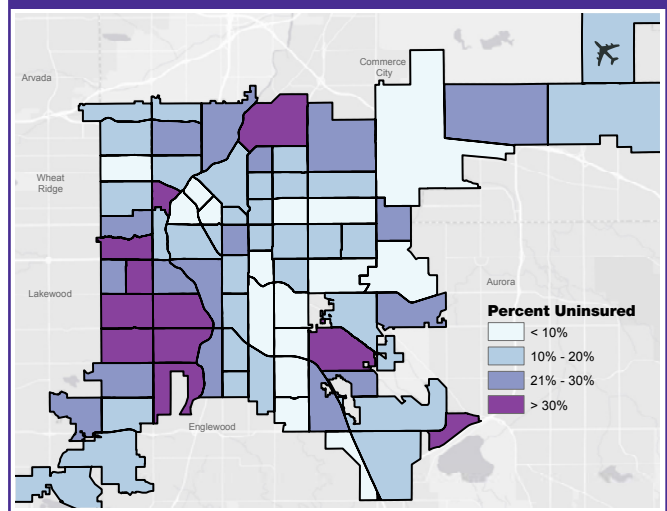 Commerce
City
Arvada
Wheat
Ridge
Aurora
Lakewood
Percent Uninsured
< 10%
10% - 20%
21% - 30%
> 30%
Englewood